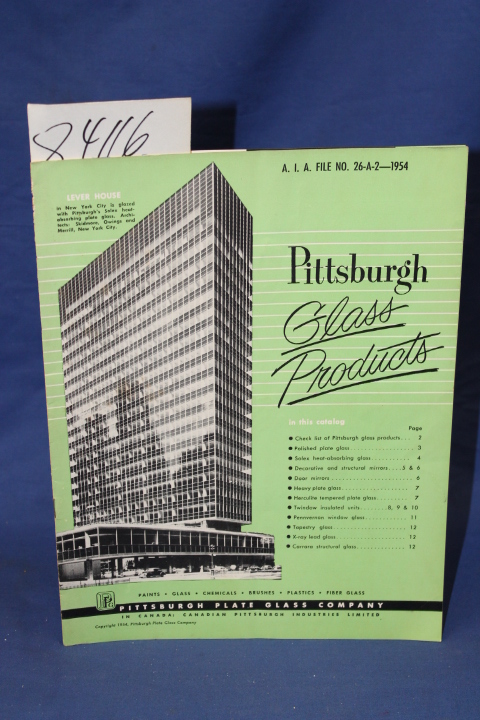 84116
A. I. A. FILE NO. 26-A-2—1954
LEVER HOUSE
in New York City is glazed
with Pittsburgh's Solex heat-
absorbing plate glass. Archi-
tects: Skidmore, Owings and
Merrill, New York City.
Pittsburgh
Glass
Products
in this catalog
Page
● Check list of Pittsburgh glass products . . . 2
● Polished plate glass . . . . . . . . . . . . . . . 3
● Solex heat-absorbing glass . . . . . . . . . 4
● Decorative and structural mirrors . . . . 5 & 6
● Door mirrors . . . . . . . . . . . . . . . . . . 6
● Heavy plate glass . . . . . . . . . . . . . . . 7
● Herculite tempered plate glass . . . . . . . 7
● Twindow insulated units . . . . . . . 8, 9 & 10
● Pennvernon window glass . . . . . . . . . . 11
● Tapestry glass . . . . . . . . . . . . . . . . . 12
● X-ray lead glass . . . . . . . . . . . . . . . . 12
● Carrara structural glass . . . . . . . . . . . . 12
PAINTS • GLASS • CHEMICALS • BRUSHES • PLASTICS • FIBER GLASS
PITTSBURGH PLATE GLASS COMPANY
IN CANADA: CANADIAN PITTSBURGH INDUSTRIES LIMITED
Copyright 1954, Pittsburgh Plate Glass Company